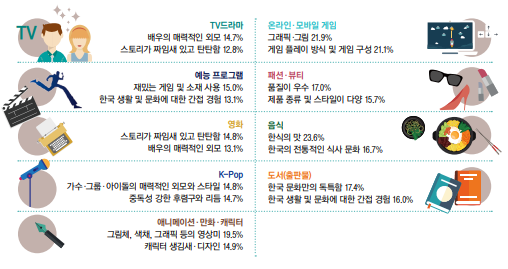 TV
TV드라마
배우의 매력적인 외모 14.7%
스토리가 짜임새 있고 탄탄함 12.8%
예능 프로그램
재밌는 게임 및 소재 사용 15.0%
한국 생활 및 문화에 대한 간접 경험 13.1%
영화
스토리가 짜임새 있고 탄탄함 14.8%
배우의 매력적인 외모 13.1%
K-Pop
가수·그룹·아이돌의 매력적인 외모와 스타일 14.8%
중독성 강한 후렴구와 리듬 14.7%
애니메이션·만화·캐릭터
그림체, 색채, 그래픽 등의 영상미 19.5%
캐릭터 생김새·디자인 14.9%
온라인·모바일 게임
그래픽·그림 21.9%
게임 플레이 방식 및 게임 구성 21.1%
패션·뷰티
품질이 우수 17.0%
제품 종류 및 스타일이 다양 15.7%
음식
한식의 맛 23.6%
한국의 전통적인 식사 문화 16.7%
도서(출판물)
한국 문화만의 독특함 17.4%
한국 생활 및 문화에 대한 간접 경험 16.0%